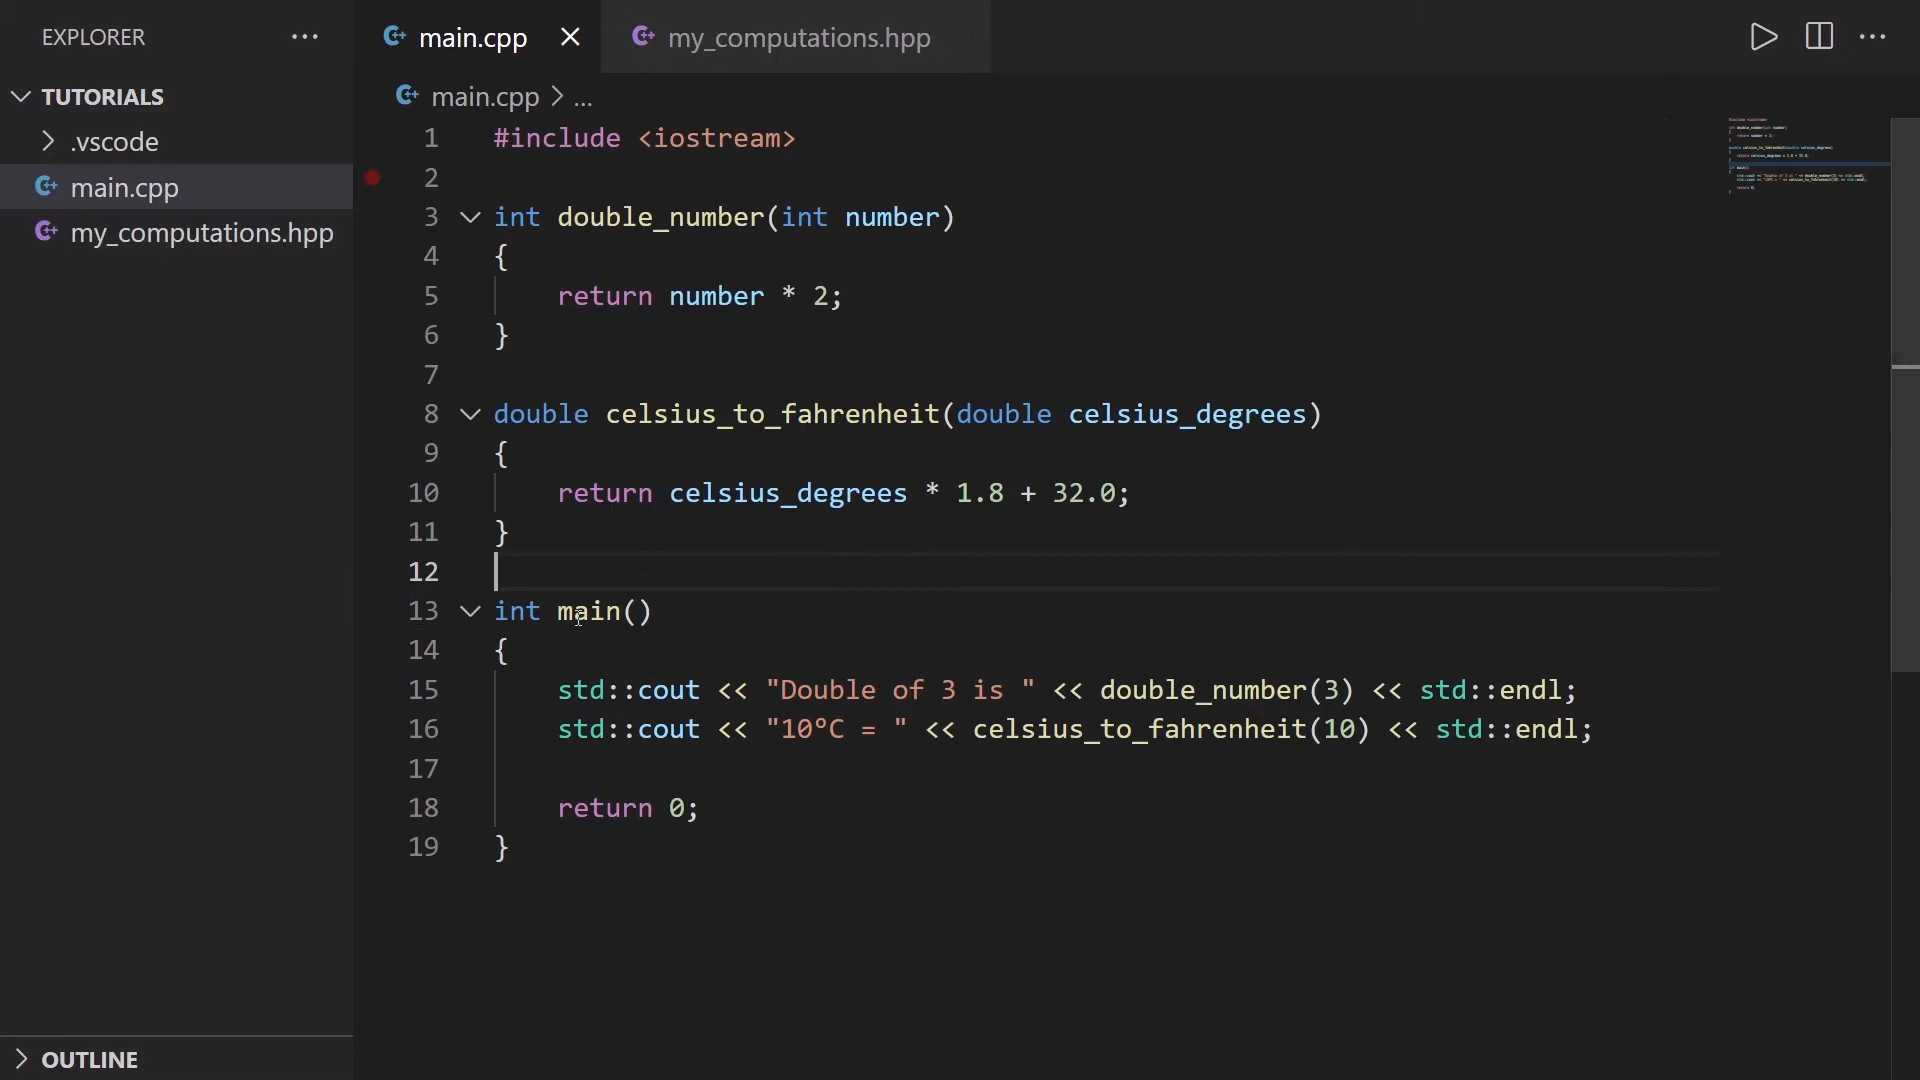 EXPLORER
TUTORIALS
.vscode
main.cpp
my_computations.hpp
OUTLINE
main.cpp
my_computations.hpp
main.cpp > ...
1 #include <iostream>
2
3 int double_number(int number)
4 {
5 return number * 2;
6 }
7
8 double celsius_to_fahrenheit(double celsius_degrees)
9 {
10 return celsius_degrees * 1.8 + 32.0;
11 }
12
13 int main()
14 {
15 std::cout << "Double of 3 is " << double_number(3) << std::endl;
16 std::cout << "10ºC = " << celsius_to_fahrenheit(10) << std::endl;
17
18 return 0;
19 }